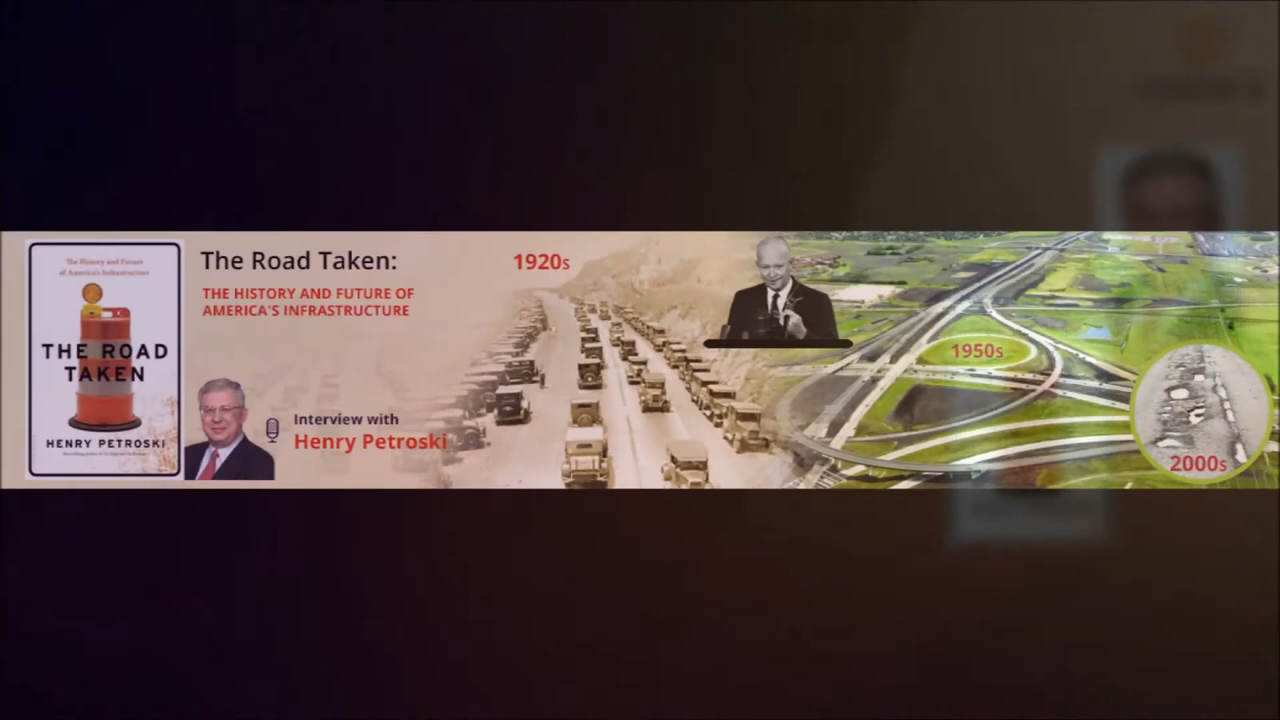 The History and Future
of America's Infrastructure
THE ROAD
TAKEN
HENRY PETROSKI
The Road Taken:
THE HISTORY AND FUTURE OF
AMERICA'S INFRASTRUCTURE
Interview with
Henry Petroski
1920s
1950s
2000s